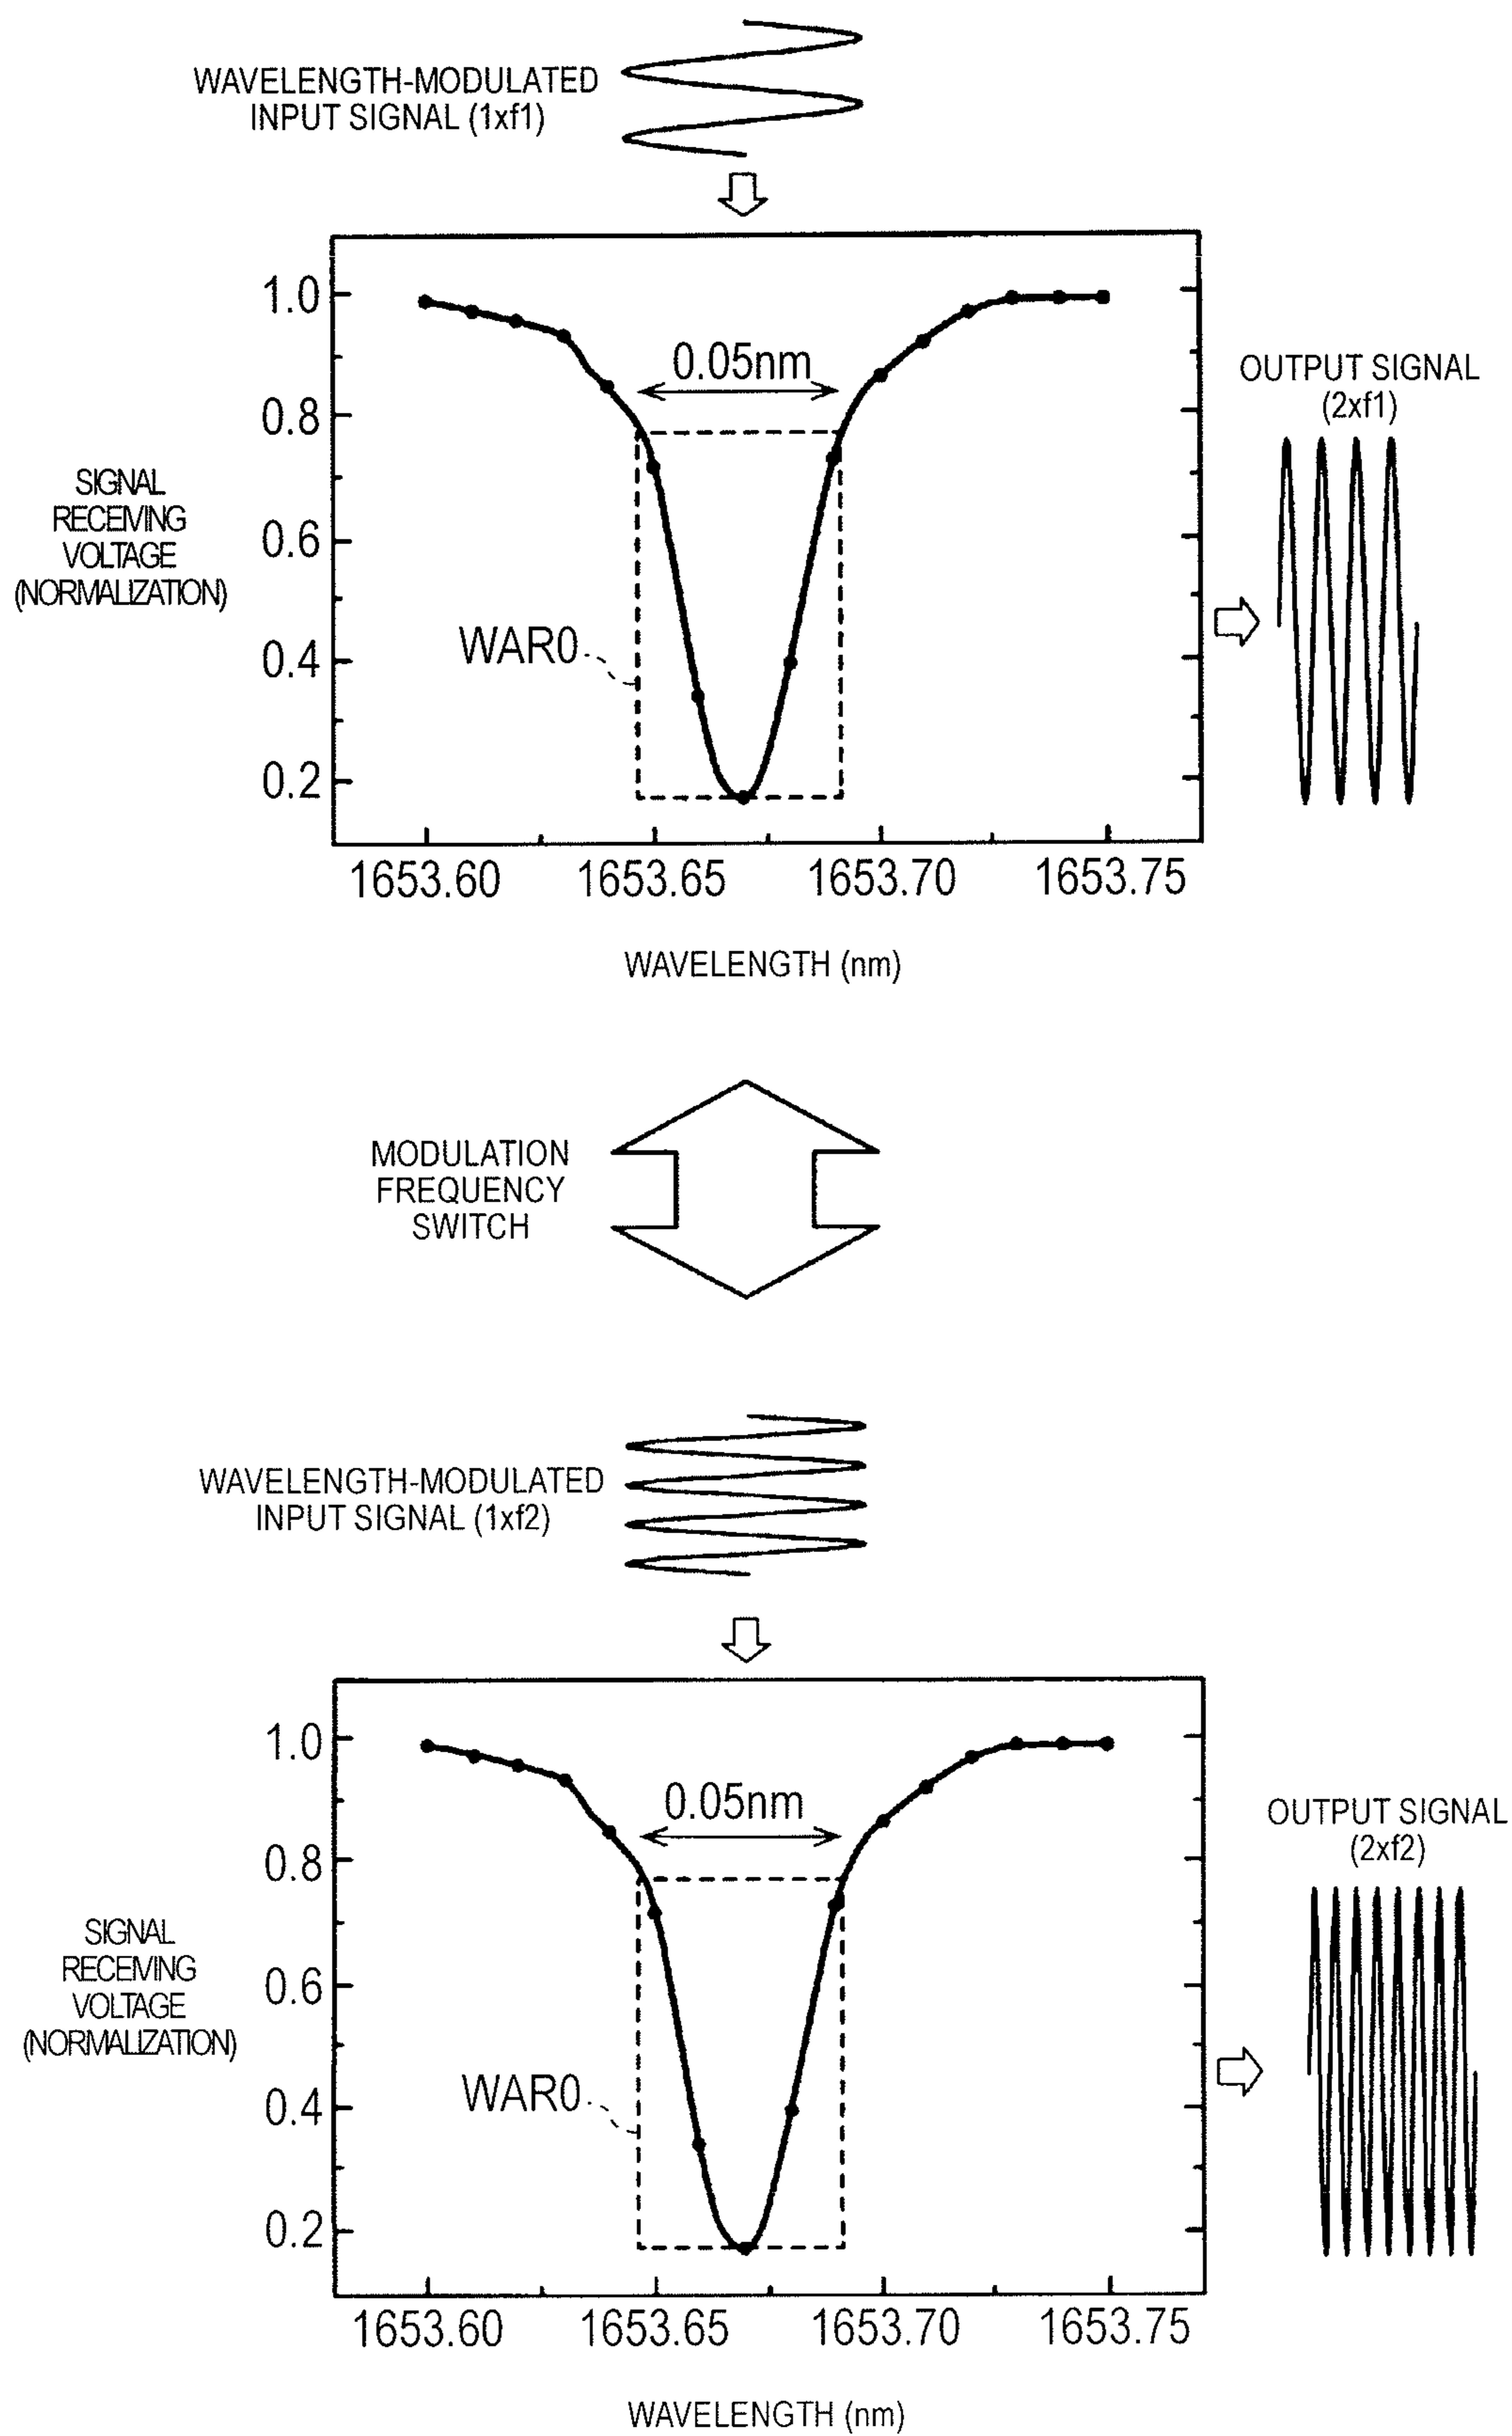 WAVELENGTH-MODULATED
INPUT SIGNAL (1xf1)
1.0
0.8
0.6
0.4
0.2
SIGNAL
RECEIVING
VOLTAGE
(NORMALIZATION)
0.05nm
WAR0
OUTPUT SIGNAL
(2xf1)
1653.60 1653.65 1653.70 1653.75
WAVELENGTH (nm)
MODULATION
FREQUENCY
SWITCH
WAVELENGTH-MODULATED
INPUT SIGNAL (1xf2)
1.0
0.8
0.6
0.4
0.2
SIGNAL
RECEIVING
VOLTAGE
(NORMALIZATION)
0.05nm
WAR0
OUTPUT SIGNAL
(2xf2)
1653.60 1653.65 1653.70 1653.75
WAVELENGTH (nm)